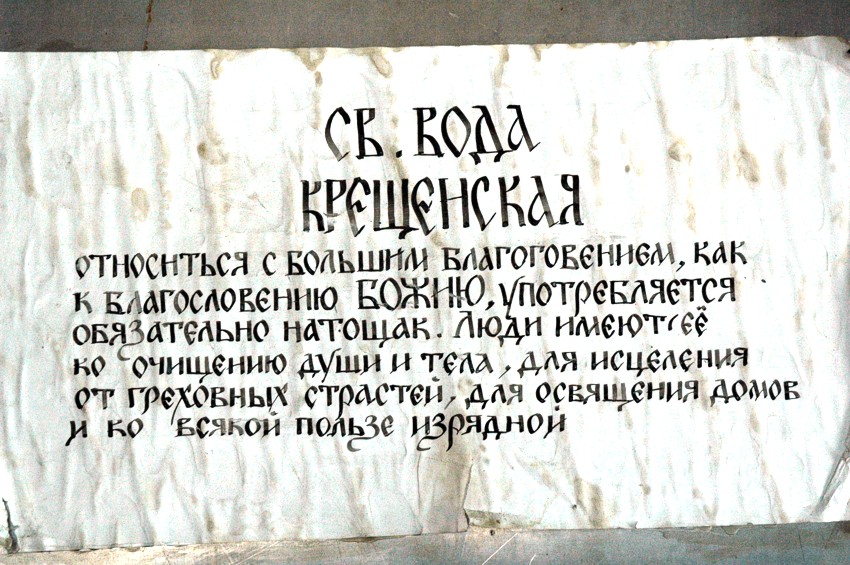 СВ. ВОДА
КРЕЩЕНСКАЯ
ОТНОСИТЬСЯ С БОЛЬШИМ БЛАГОГОВЕНИЕМ, КАК
К БЛАГОСЛОВЕНИЮ БОЖИЮ, УПОТРЕБЛЯЕТСЯ
ОБЯЗАТЕЛЬНО НАТОЩАК. ЛЮДИ ИМЕЮТ ЕЁ
КО ОЧИЩЕНИЮ ДУШИ И ТЕЛА, ДЛЯ ИСЦЕЛЕНИЯ
ОТ ГРЕХОВНЫХ СТРАСТЕЙ, ДЛЯ ОСВЯЩЕНИЯ ДОМОВ
И КО ВСЯКОЙ ПОЛЬЗЕ ИЗРЯДНОЙ